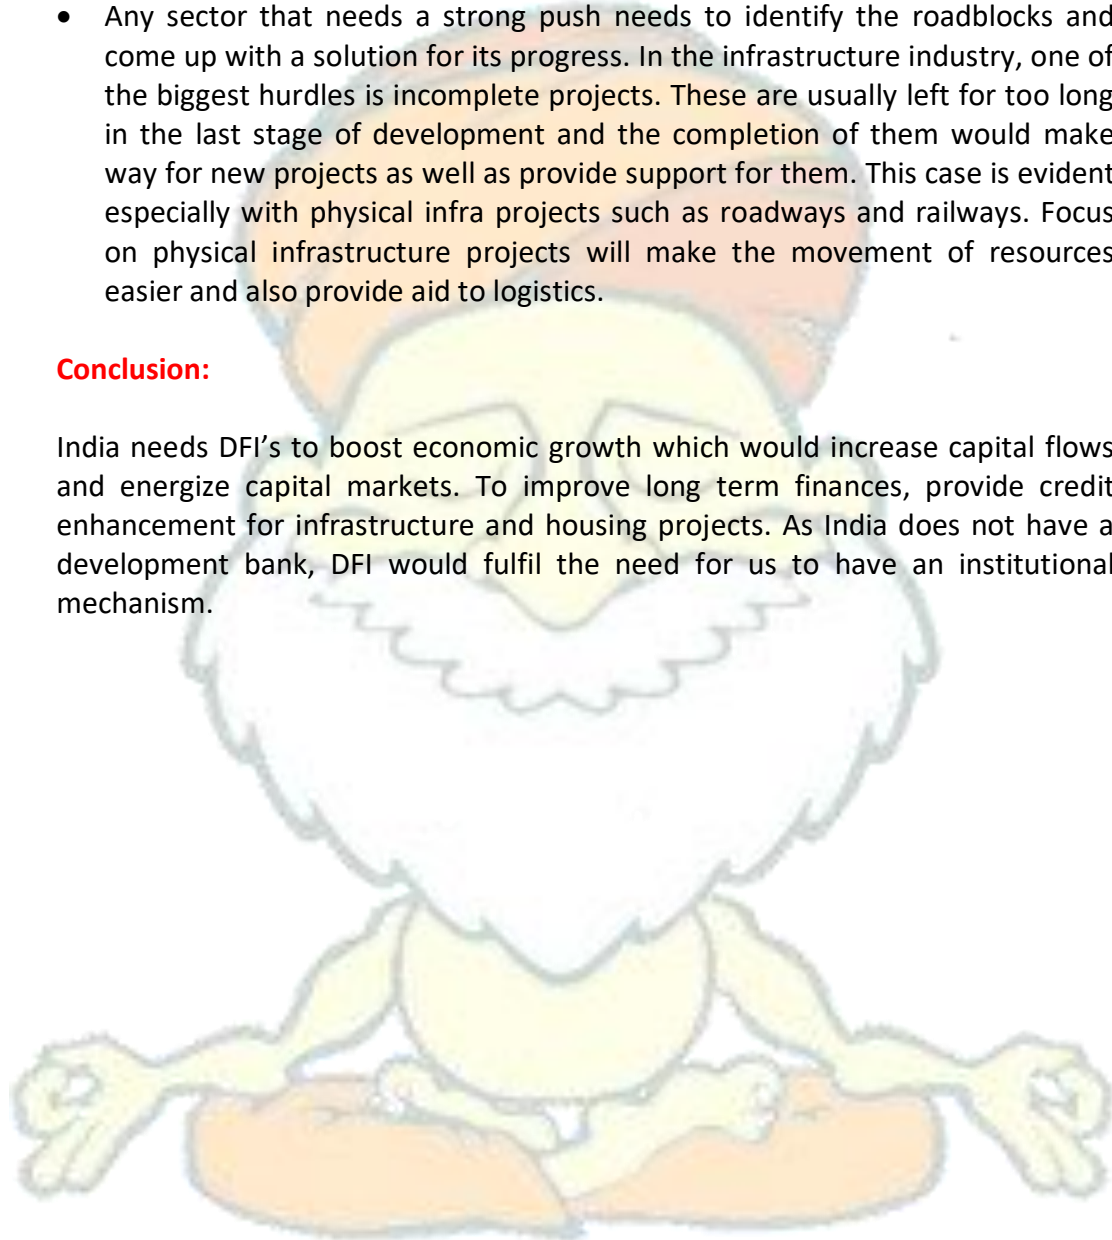 • Any sector that needs a strong push needs to identify the roadblocks and
come up with a solution for its progress. In the infrastructure industry, one of
the biggest hurdles is incomplete projects. These are usually left for too long
in the last stage of development and the completion of them would make
way for new projects as well as provide support for them. This case is evident
especially with physical infra projects such as roadways and railways. Focus
on physical infrastructure projects will make the movement of resources
easier and also provide aid to logistics.
Conclusion:
India needs DFI’s to boost economic growth which would increase capital flows
and energize capital markets. To improve long term finances, provide credit
enhancement for infrastructure and housing projects. As India does not have a
development bank, DFI would fulfil the need for us to have an institutional
mechanism.